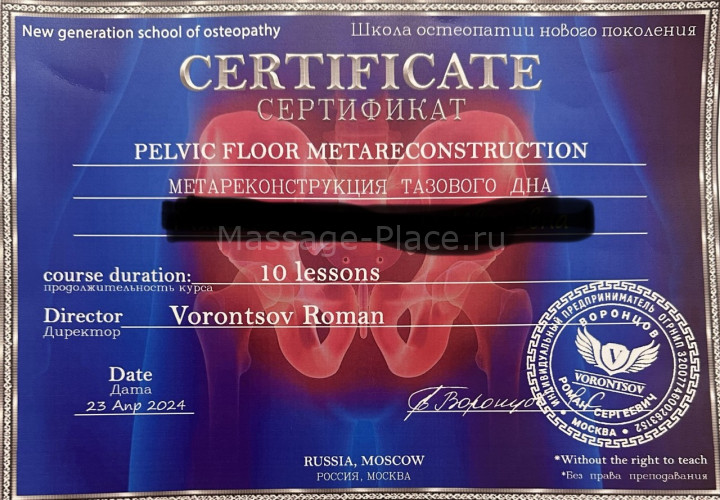 New generation school of osteopathy
Школа остеопатии нового поколения
CERTIFICATE
СЕРТИФИКАТ
PELVIC FLOOR METARECONSTRUCTION
МЕТАРЕКОНСТРУКЦИЯ ТАЗОВОГО ДНА
Massage-Place.ru
course duration: 10 lessons
продолжительность курса
Director Vorontsov Roman
Директор
Date
Дата
23 Апр 2024
ИНДИВИДУАЛЬНЫЙ ПРЕДПРИНИМАТЕЛЬ ОГРНИП
ВОРОНЦОВ
V
VORONTSOV
РОМАН СЕРГЕЕВИЧ
МОСКВА
RUSSIA, MOSCOW
РОССИЯ, МОСКВА
*Without the right to teach
*Без права преподавания